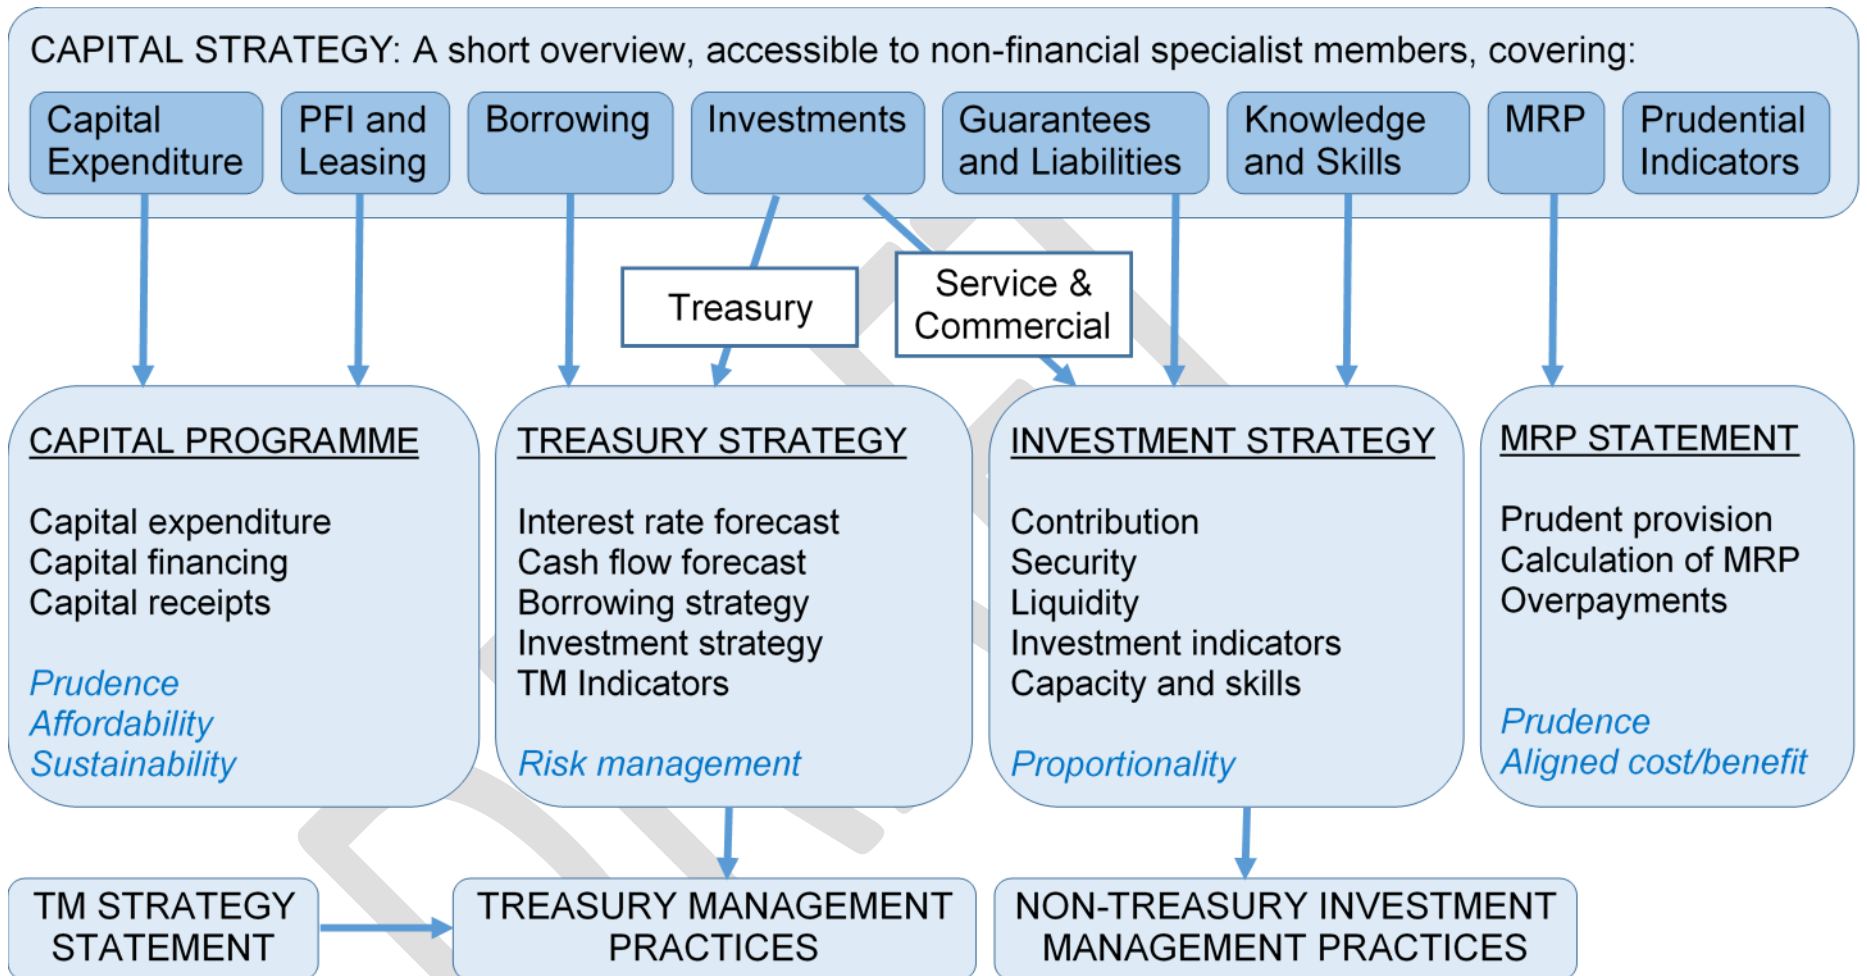 CAPITAL STRATEGY: A short overview, accessible to non-financial specialist members, covering:
Capital
Expenditure
PFI and
Leasing
Borrowing
Investments
Guarantees
and Liabilities
Knowledge
and Skills
MRP
Prudential
Indicators
Treasury
Service &
Commercial
CAPITAL PROGRAMME
Capital expenditure
Capital financing
Capital receipts
Prudence
Affordability
Sustainability
TREASURY STRATEGY
Interest rate forecast
Cash flow forecast
Borrowing strategy
Investment strategy
TM Indicators
Risk management
INVESTMENT STRATEGY
Contribution
Security
Liquidity
Investment indicators
Capacity and skills
Proportionality
MRP STATEMENT
Prudent provision
Calculation of MRP
Overpayments
Prudence
Aligned cost/benefit
TM STRATEGY
STATEMENT
TREASURY MANAGEMENT
PRACTICES
NON-TREASURY INVESTMENT
MANAGEMENT PRACTICES